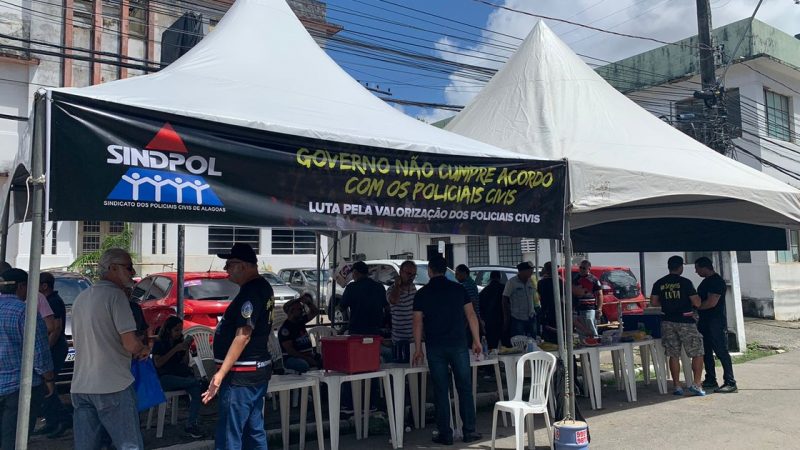 SINDPOL
SINDICATO DOS POLICIAIS CIVIS DE ALAGOAS
GOVERNO NÃO CUMPRE ACORDO
COM OS POLICIAIS CIVIS
LUTA PELA VALORIZAÇÃO DOS POLICIAIS CIVIS
LUTA